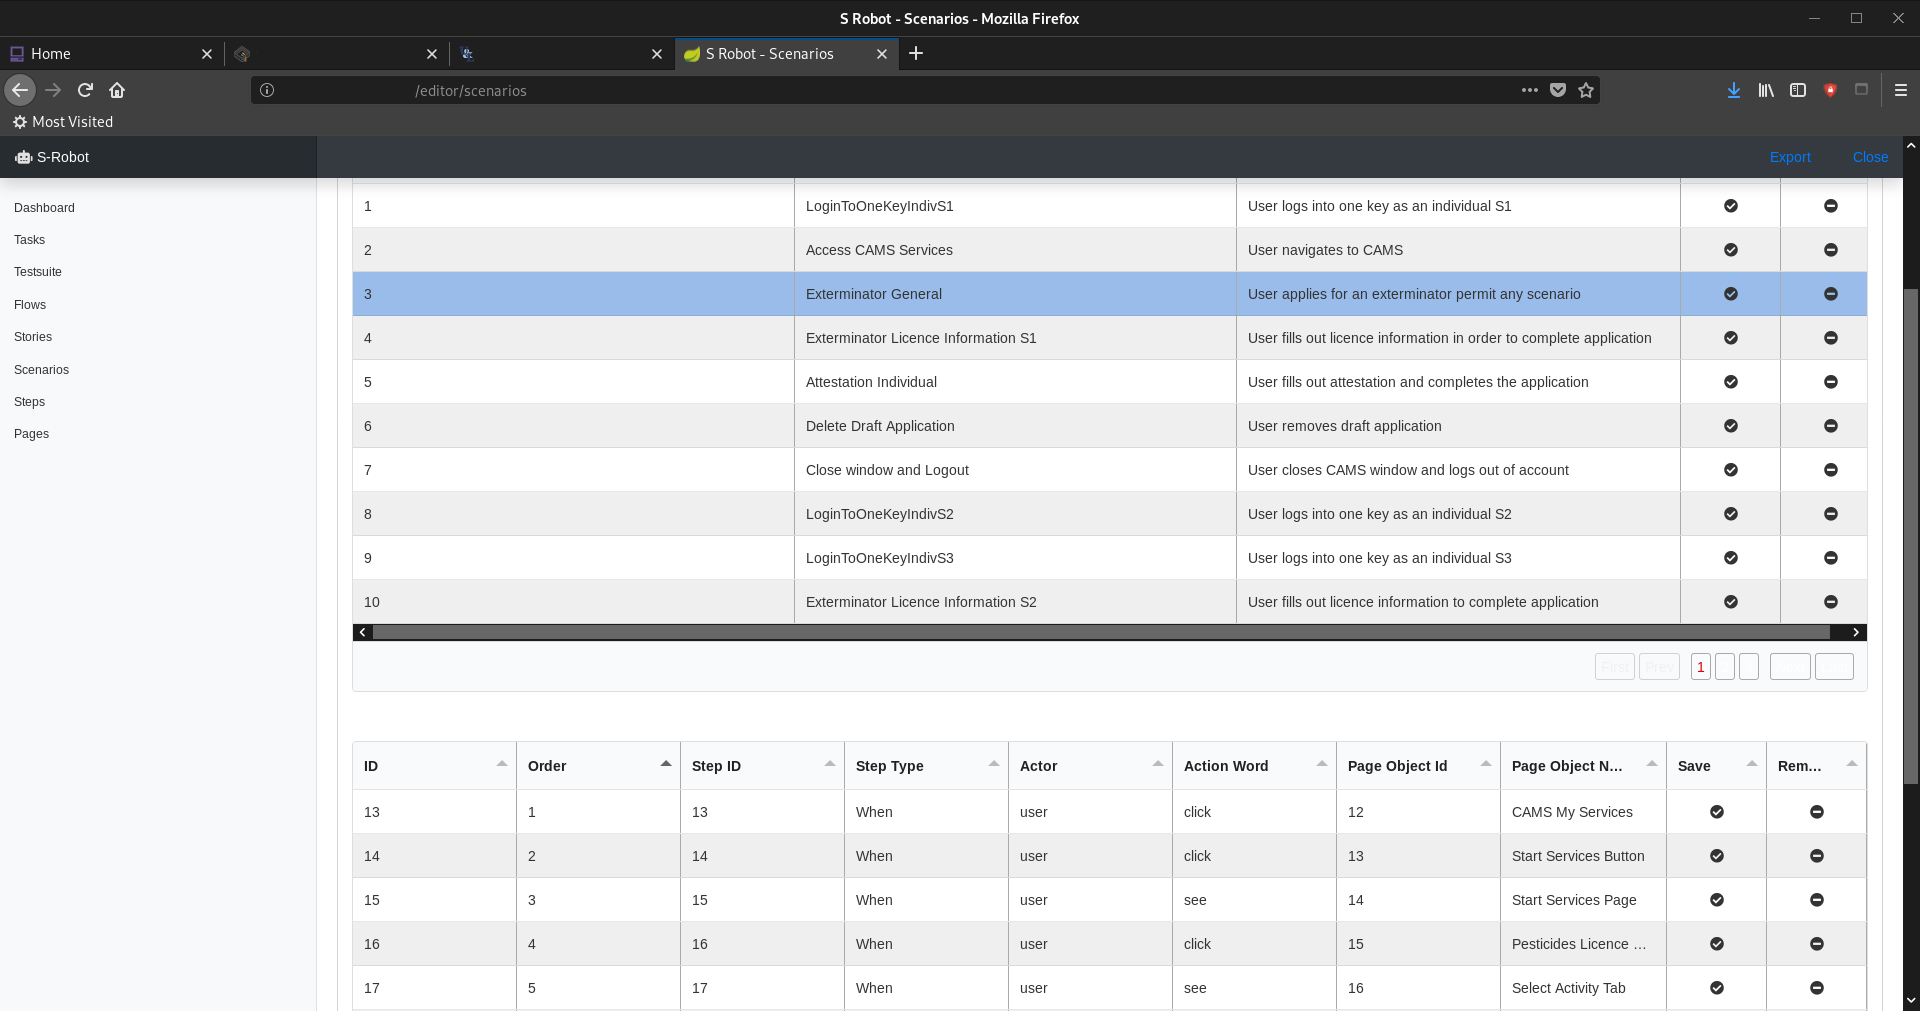 S Robot - Scenarios - Mozilla Firefox
Home
S Robot - Scenarios
/editor/scenarios
Most Visited
S-Robot
Export Close
Dashboard
Tasks
Testsuite
Flows
Stories
Scenarios
Steps
Pages
1 LoginToOneKeyIndivS1 User logs into one key as an individual S1
2 Access CAMS Services User navigates to CAMS
3 Exterminator General User applies for an exterminator permit any scenario
4 Exterminator Licence Information S1 User fills out licence information in order to complete application
5 Attestation Individual User fills out attestation and completes the application
6 Delete Draft Application User removes draft application
7 Close window and Logout User closes CAMS window and logs out of account
8 LoginToOneKeyIndivS2 User logs into one key as an individual S2
9 LoginToOneKeyIndivS3 User logs into one key as an individual S3
10 Exterminator Licence Information S2 User fills out licence information to complete application
First Prev 1
ID Order Step ID Step Type Actor Action Word Page Object Id Page Object N... Save Rem...
13 1 13 When user click 12 CAMS My Services
14 2 14 When user click 13 Start Services Button
15 3 15 When user see 14 Start Services Page
16 4 16 When user click 15 Pesticides Licence ...
17 5 17 When user see 16 Select Activity Tab